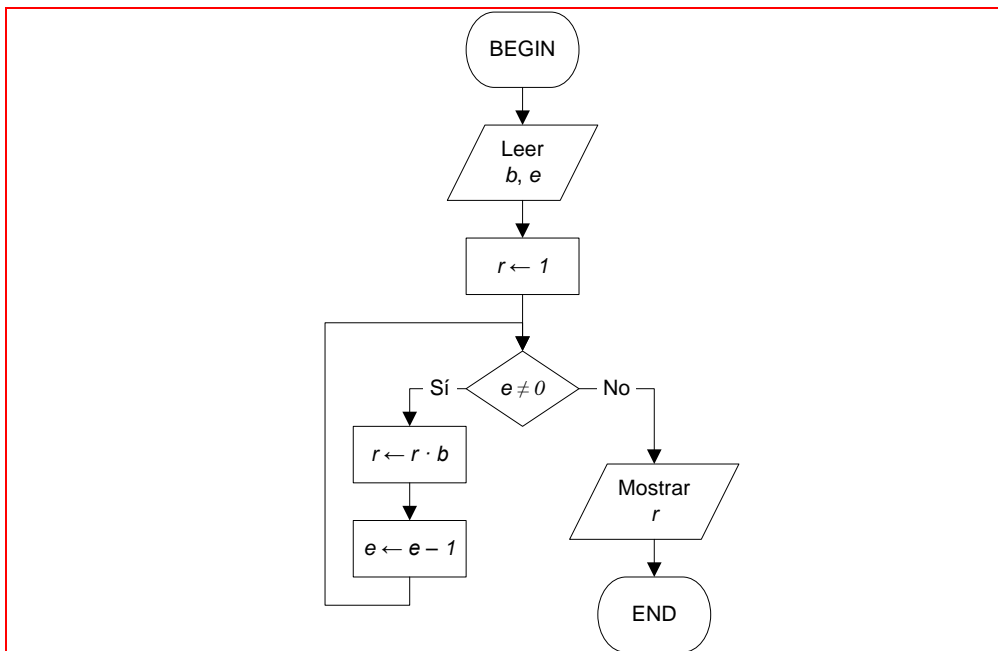 BEGIN
Leer
b, e
r ← 1
e ≠ 0
Sí
No
r ← r · b
e ← e – 1
Mostrar
r
END